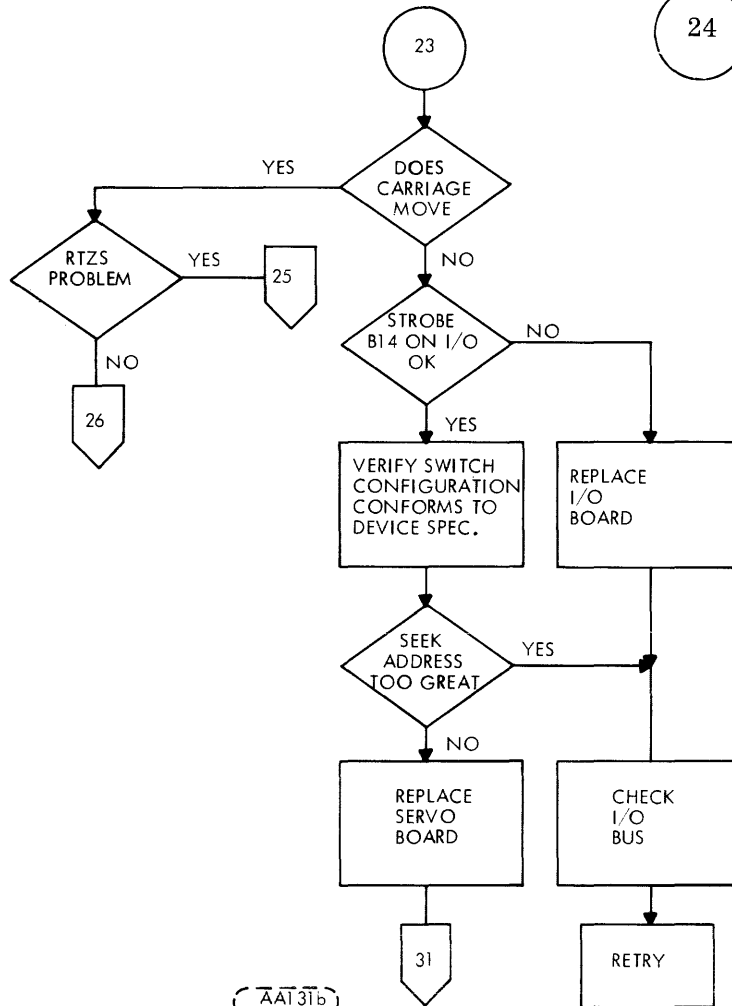 23
24
YES
DOES
CARRIAGE
MOVE
RTZS
PROBLEM
YES
25
NO
NO
26
STROBE
B14 ON I/O
OK
NO
YES
VERIFY SWITCH
CONFIGURATION
CONFORMS TO
DEVICE SPEC.
REPLACE
I/O
BOARD
SEEK
ADDRESS
TOO GREAT
YES
NO
REPLACE
SERVO
BOARD
CHECK
I/O
BUS
31
RETRY
AA131b